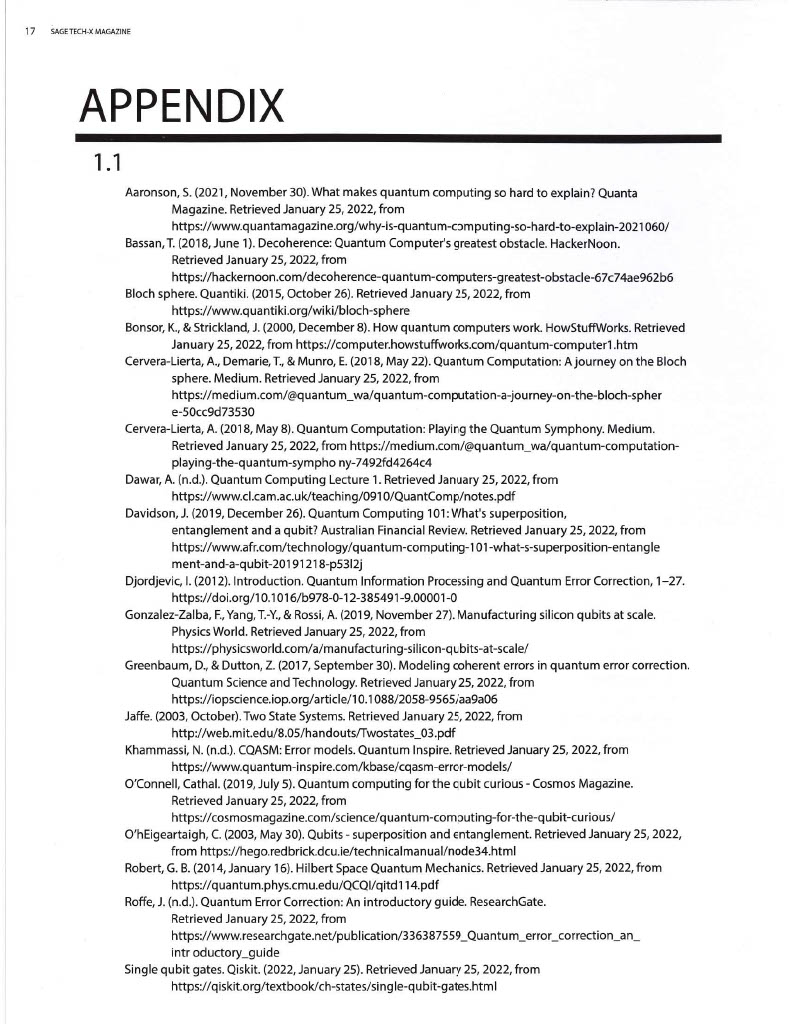 17 SAGE TECH-X MAGAZINE
APPENDIX
1.1
Aaronson, S. (2021, November 30). What makes quantum computing so hard to explain? Quanta
Magazine. Retrieved January 25, 2022, from
https://www.quantamagazine.org/why-is-quantum-computing-so-hard-to-explain-2021060/
Bassan, T. (2018, June 1). Decoherence: Quantum Computer's greatest obstacle. HackerNoon.
Retrieved January 25, 2022, from
https://hackernoon.com/decoherence-quantum-computers-greatest-obstacle-67c74ae962b6
Bloch sphere. Quantiki. (2015, October 26). Retrieved January 25, 2022, from
https://www.quantiki.org/wiki/bloch-sphere
Bonsor, K., & Strickland, J. (2000, December 8). How quantum computers work. HowStuffWorks. Retrieved
January 25, 2022, from https://computer.howstuffworks.com/quantum-computer1.htm
Cervera-Lierta, A., Demarie, T., & Munro, E. (2018, May 22). Quantum Computation: A journey on the Bloch
sphere. Medium. Retrieved January 25, 2022, from
https://medium.com/@quantum_wa/quantum-computation-a-journey-on-the-bloch-spher
e-50cc9d73530
Cervera-Lierta, A. (2018, May 8). Quantum Computation: Playing the Quantum Symphony. Medium.
Retrieved January 25, 2022, from https://medium.com/@quantum_wa/quantum-computation-
playing-the-quantum-sympho ny-7492fd4264c4
Dawar, A. (n.d.). Quantum Computing Lecture 1. Retrieved January 25, 2022, from
https://www.cl.cam.ac.uk/teaching/0910/QuantComp/notes.pdf
Davidson, J. (2019, December 26). Quantum Computing 101: What's superposition,
entanglement and a qubit? Australian Financial Review. Retrieved January 25, 2022, from
https://www.afr.com/technology/quantum-computing-101-what-s-superposition-entangle
ment-and-a-qubit-20191218-p53l2j
Djordjevic, I. (2012). Introduction. Quantum Information Processing and Quantum Error Correction, 1–27.
https://doi.org/10.1016/b978-0-12-385491-9.00001-0
Gonzalez-Zalba, F., Yang, T.-Y., & Rossi, A. (2019, November 27). Manufacturing silicon qubits at scale.
Physics World. Retrieved January 25, 2022, from
https://physicsworld.com/a/manufacturing-silicon-qubits-at-scale/
Greenbaum, D., & Dutton, Z. (2017, September 30). Modeling coherent errors in quantum error correction.
Quantum Science and Technology. Retrieved January 25, 2022, from
https://iopscience.iop.org/article/10.1088/2058-9565/aa9a06
Jaffe. (2003, October). Two State Systems. Retrieved January 25, 2022, from
http://web.mit.edu/8.05/handouts/Twostates_03.pdf
Khammassi, N. (n.d.). CQASM: Error models. Quantum Inspire. Retrieved January 25, 2022, from
https://www.quantum-inspire.com/kbase/cqasm-error-models/
O'Connell, Cathal. (2019, July 5). Quantum computing for the qubit curious - Cosmos Magazine.
Retrieved January 25, 2022, from
https://cosmosmagazine.com/science/quantum-computing-for-the-qubit-curious/
O'hEigeartaigh, C. (2003, May 30). Qubits - superposition and entanglement. Retrieved January 25, 2022,
from https://hego.redbrick.dcu.ie/technicalmanual/node34.html
Robert, G. B. (2014, January 16). Hilbert Space Quantum Mechanics. Retrieved January 25, 2022, from
https://quantum.phys.cmu.edu/QCQI/qitd114.pdf
Roffe, J. (n.d.). Quantum Error Correction: An introductory guide. ResearchGate.
Retrieved January 25, 2022, from
https://www.researchgate.net/publication/336387559_Quantum_error_correction_an_
intr oductory_guide
Single qubit gates. Qiskit. (2022, January 25). Retrieved January 25, 2022, from
https://qiskit.org/textbook/ch-states/single-qubit-gates.html